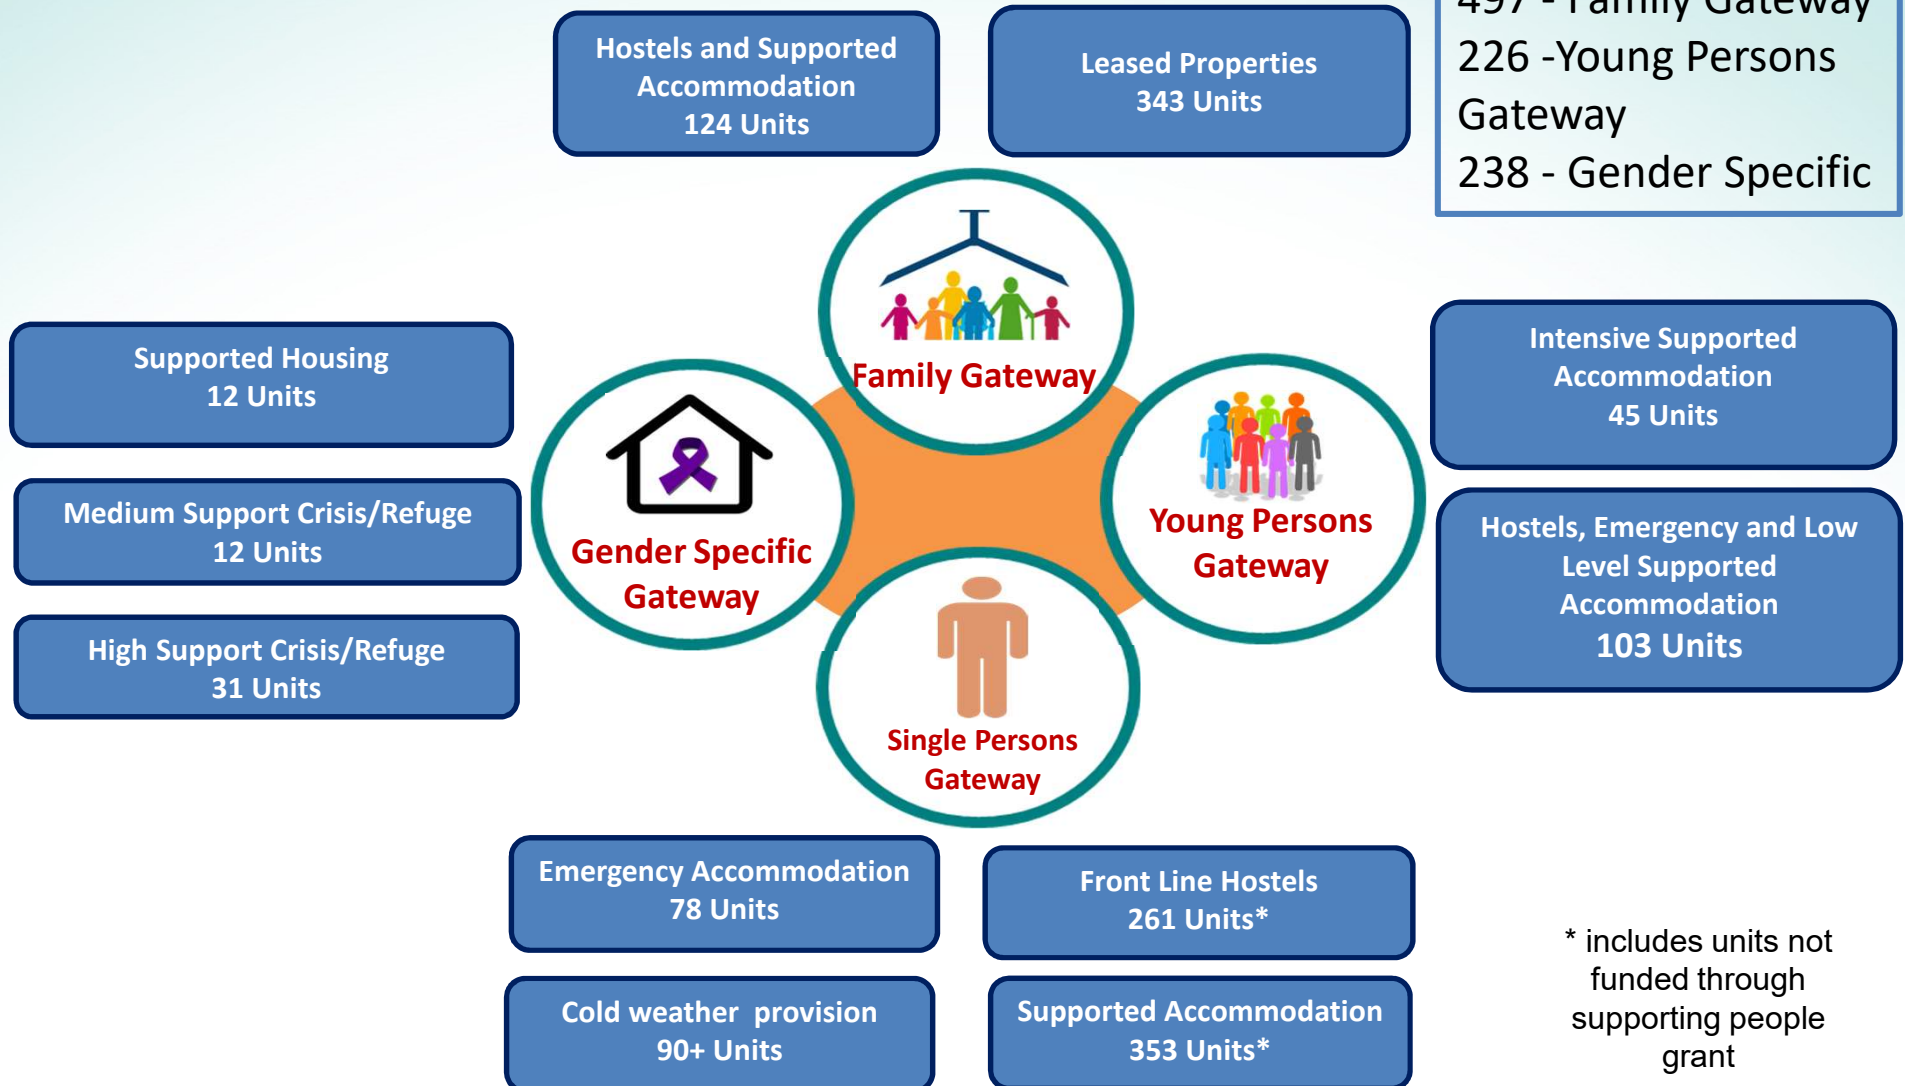 497 - Family Gateway
226 -Young Persons
Gateway
238 - Gender Specific
Hostels and Supported
Accommodation
124 Units
Leased Properties
343 Units
Family Gateway
Supported Housing
12 Units
Medium Support Crisis/Refuge
12 Units
High Support Crisis/Refuge
31 Units
Gender Specific
Gateway
Young Persons
Gateway
Intensive Supported
Accommodation
45 Units
Hostels, Emergency and Low
Level Supported
Accommodation
103 Units
Single Persons
Gateway
Emergency Accommodation
78 Units
Front Line Hostels
261 Units*
Cold weather  provision
90+ Units
Supported Accommodation
353 Units*
* includes units not
funded through
supporting people
grant